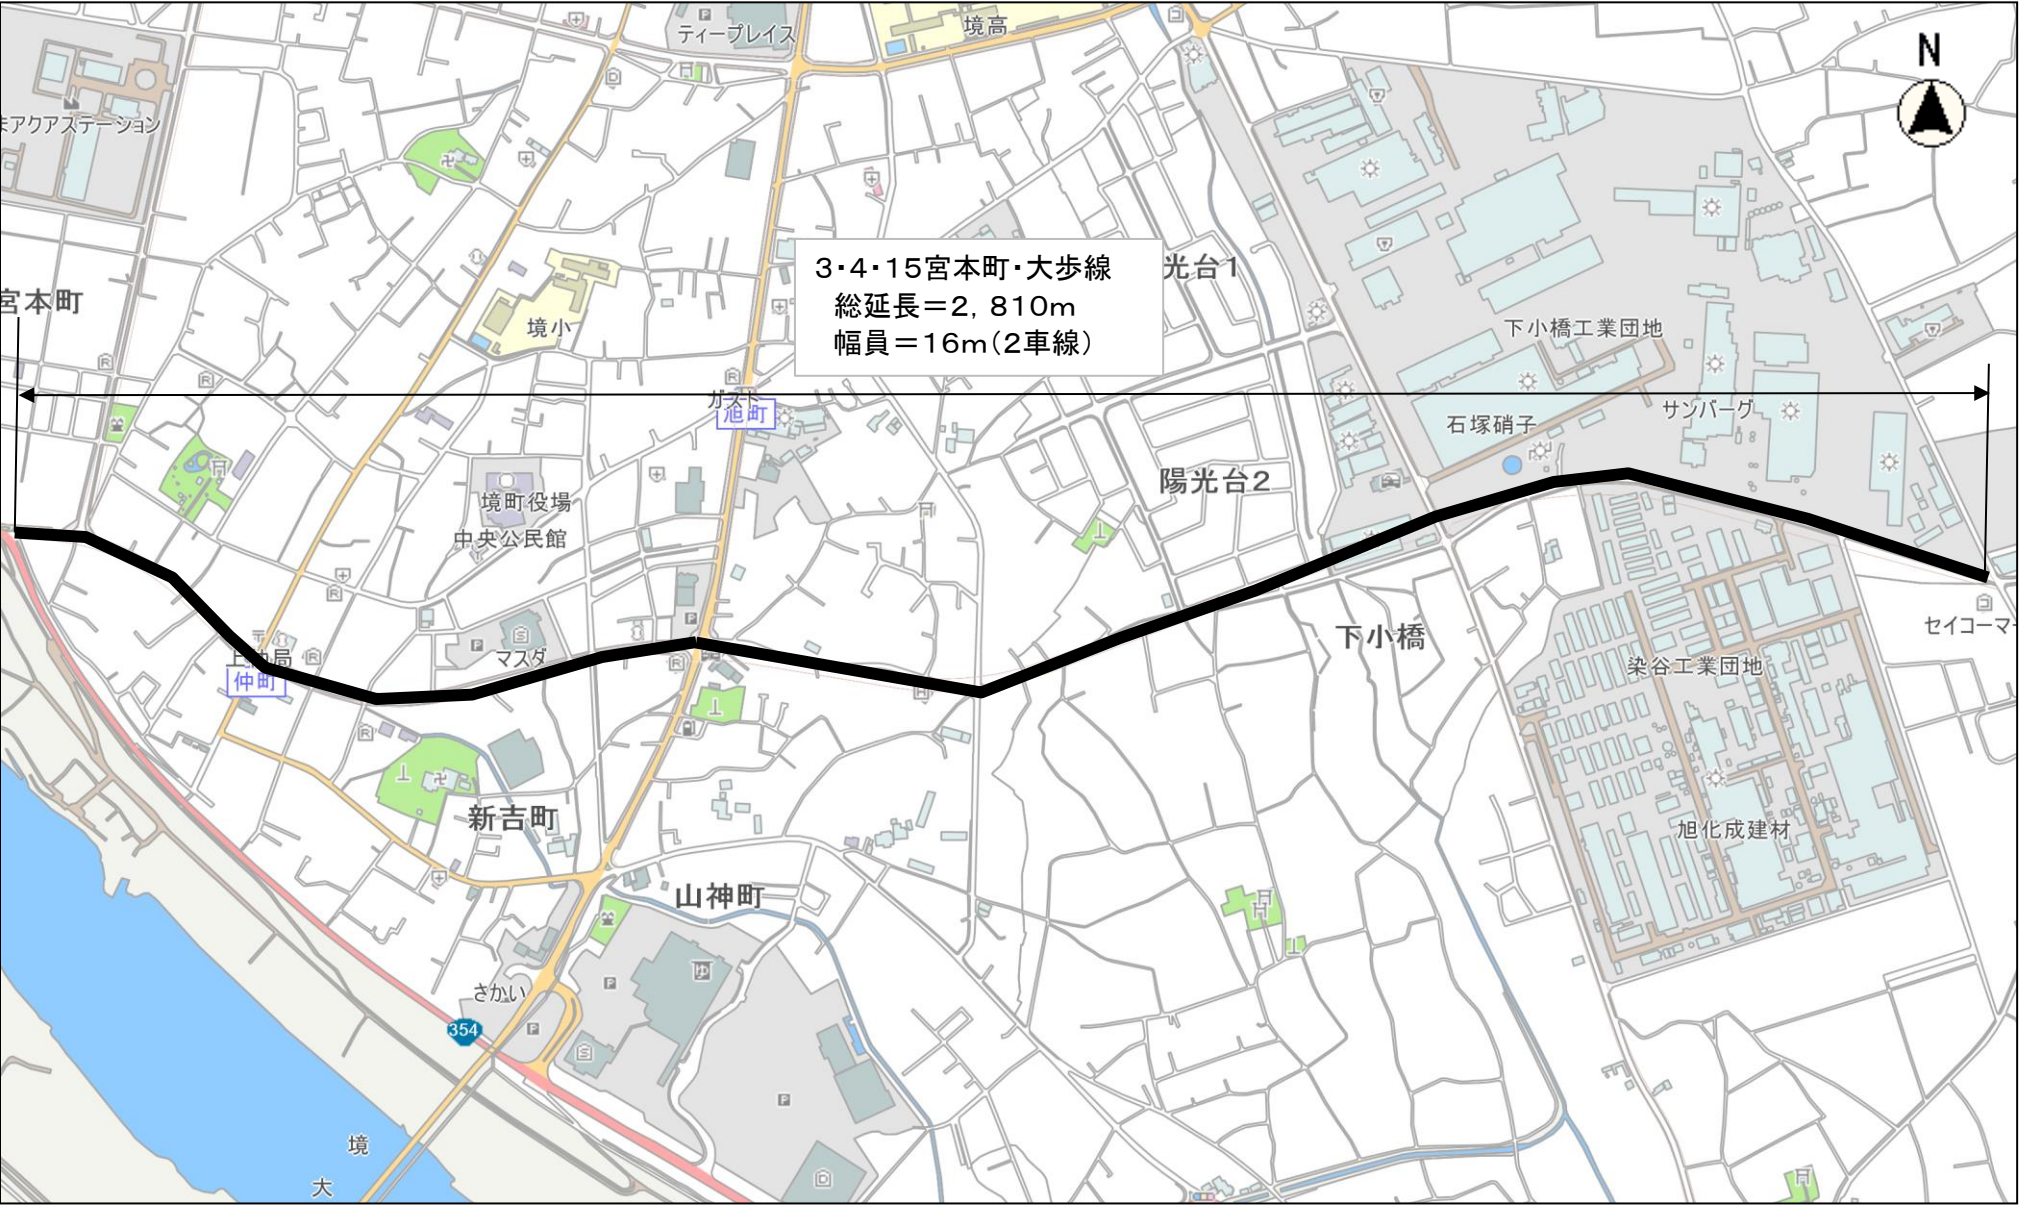 ティープレイス
境高
N
まアクアステーション
3・4・15宮本町・大歩線
総延長＝2，810m
幅員＝16m（2車線）
光台1
宮本町
境小
下小橋工業団地
ガスト
旭町
サンバーグ
石塚硝子
陽光台2
境町役場
中央公民館
セイコーマ
下小橋
上仲局
マスダ
仲町
染谷工業団地
新吉町
旭化成建材
山神町
さかい
354
境
大